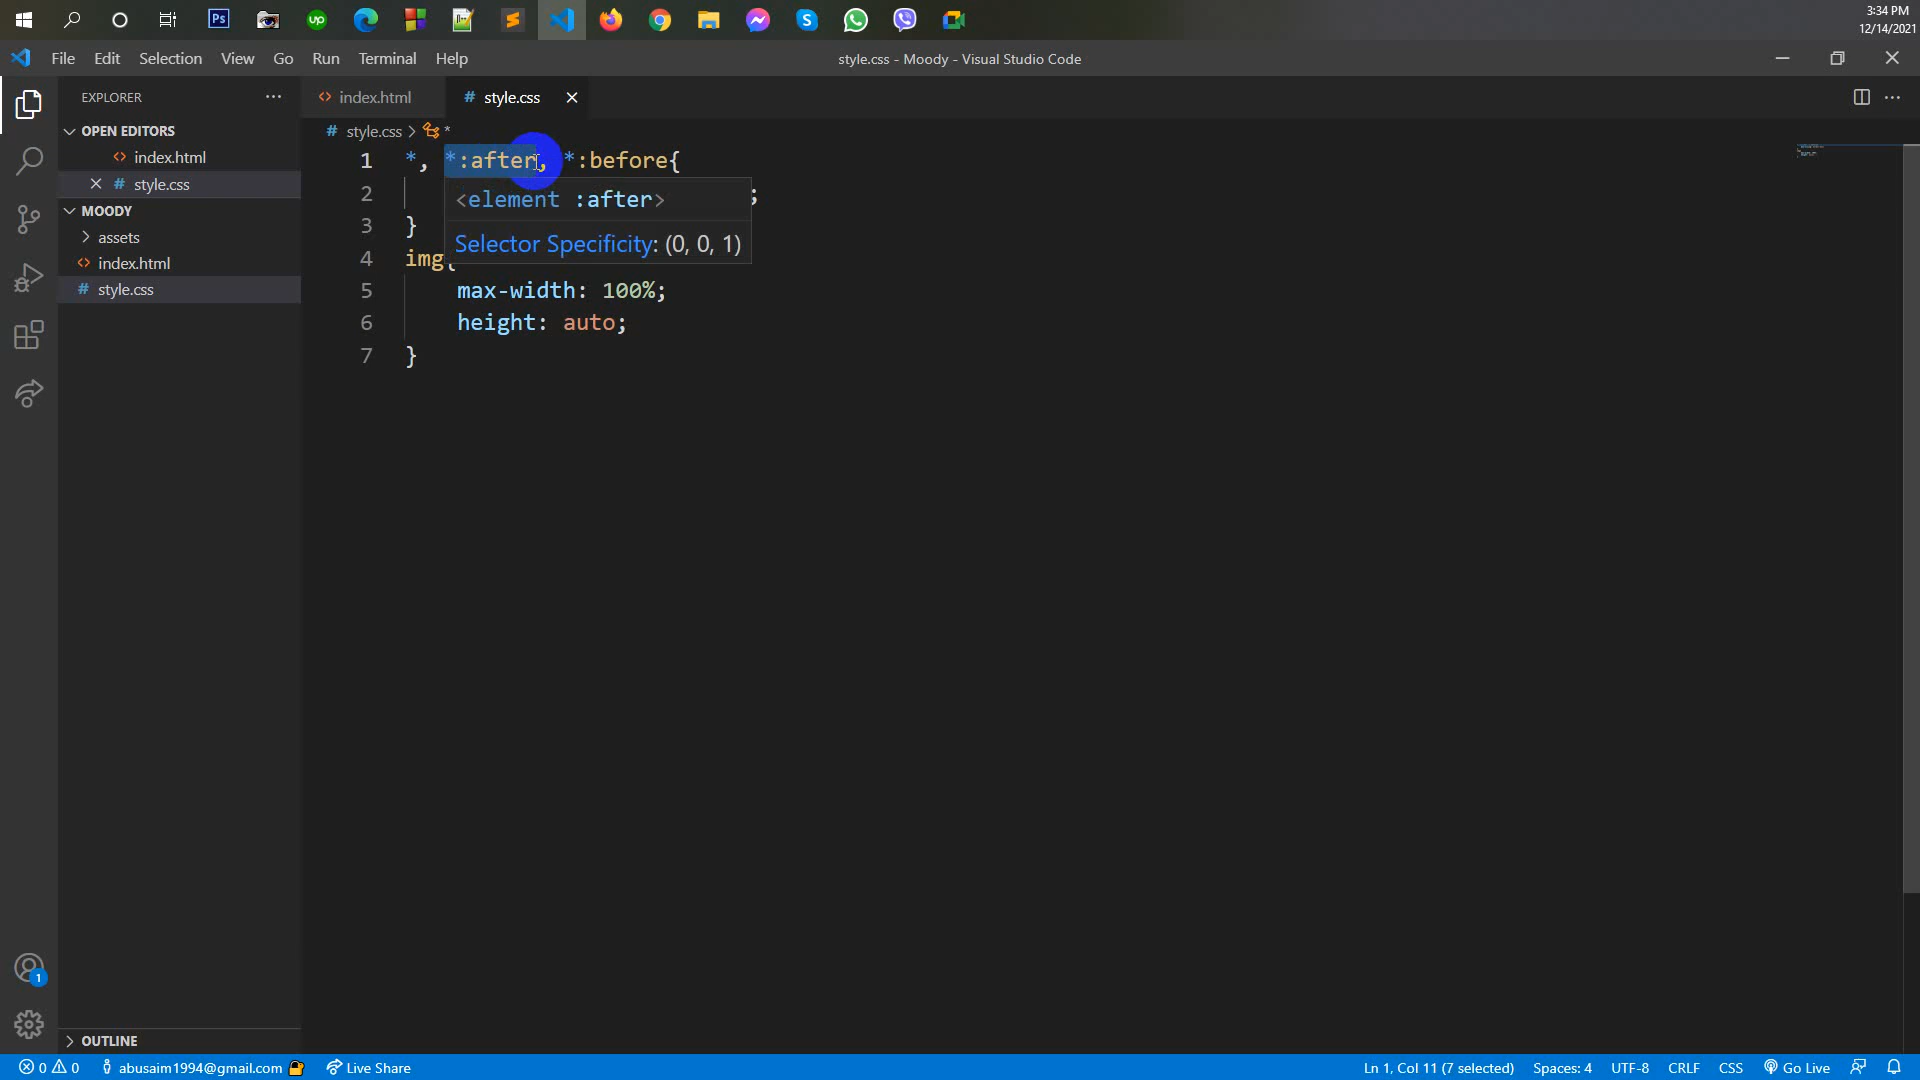 Ps
up
3:34 PM
12/14/2021
File Edit Selection View Go Run Terminal Help
style.css - Moody - Visual Studio Code
EXPLORER
OPEN EDITORS
<> index.html
# style.css
MOODY
assets
<> index.html
# style.css
OUTLINE
<> index.html
# style.css
# style.css > *
1 *, *:after, *:before{
2 ;
<element :after>
3 }
Selector Specificity: (0, 0, 1)
4 img{
5 max-width: 100%;
6 height: auto;
7 }
1
0 0 abusaim1994@gmail.com Live Share
Ln 1, Col 11 (7 selected) Spaces: 4 UTF-8 CRLF CSS Go Live